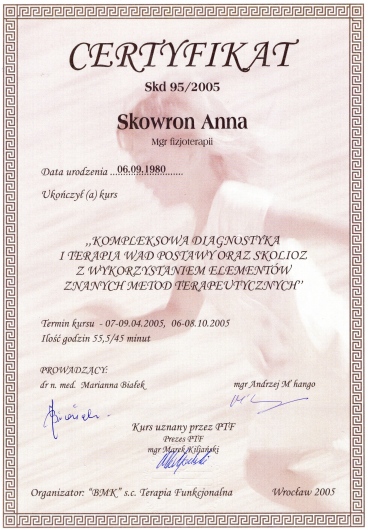 CERTYFIKAT
Skd 95/2005
Skowron Anna
Mgr fizjoterapii
Data urodzenia ...06.09.1980...........
Ukończył (a) kurs
,,KOMPLEKSOWA DIAGNOSTYKA
I TERAPIA WAD POSTAWY ORAZ SKOLIOZ
Z WYKORZYSTANIEM ELEMENTÓW
ZNANYCH METOD TERAPEUTYCZNYCH"
Termin kursu - 07-09.04.2005, 06-08.10.2005
Ilość godzin 55,5/45 minut
PROWADZĄCY:
dr n. med. Marianna Białek
mgr Andrzej M'hango
Kurs uznany przez PTF
Prezes PTF
mgr Marek Kiljański
Organizator: "BMK" s.c. Terapia Funkcjonalna
Wrocław 2005